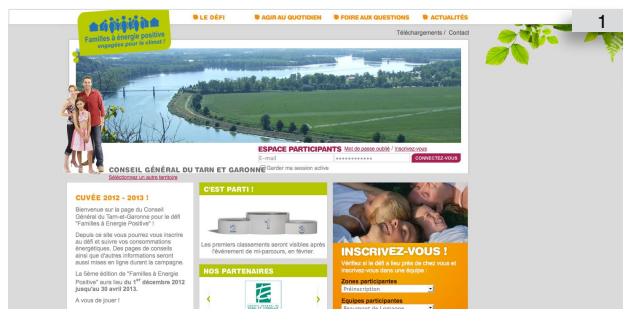 LE DÉFI
AGIR AU QUOTIDIEN
FOIRE AUX QUESTIONS
ACTUALITÉS
1
Familles à énergie positive
engagées pour le climat !
Téléchargements / Contact
ESPACE PARTICIPANTS Mot de passe oublié / Inscrivez-vous
E-mail
************
CONNECTEZ-VOUS
Garder ma session active
CONSEIL GÉNÉRAL DU TARN ET GARONNE
Sélectionnez un autre territoire
CUVÉE 2012 - 2013 !
Bienvenue sur la page du Conseil
Général du Tarn-et-Garonne pour le défi
"Familles à Energie Positive" !
Depuis ce site vous pourrez vous inscrire
au défi et suivre vos consommations
énergétiques. Des pages de conseils
ainsi que d'autres informations seront
aussi mises en ligne durant la campagne.
La 5ème édition de "Familles à Energie
Positive" aura lieu du 1er décembre 2012
jusqu'au 30 avril 2013.
A vous de jouer !
C'EST PARTI !
Les premiers classements seront visibles après
l'événement de mi-parcours, en février.
NOS PARTENAIRES
INSCRIVEZ-VOUS !
Vérifiez si le défi a lieu près de chez vous et
inscrivez-vous dans une équipe :
Zones participantes
Préinscription
Equipes participantes
Beaumont de Lomagne